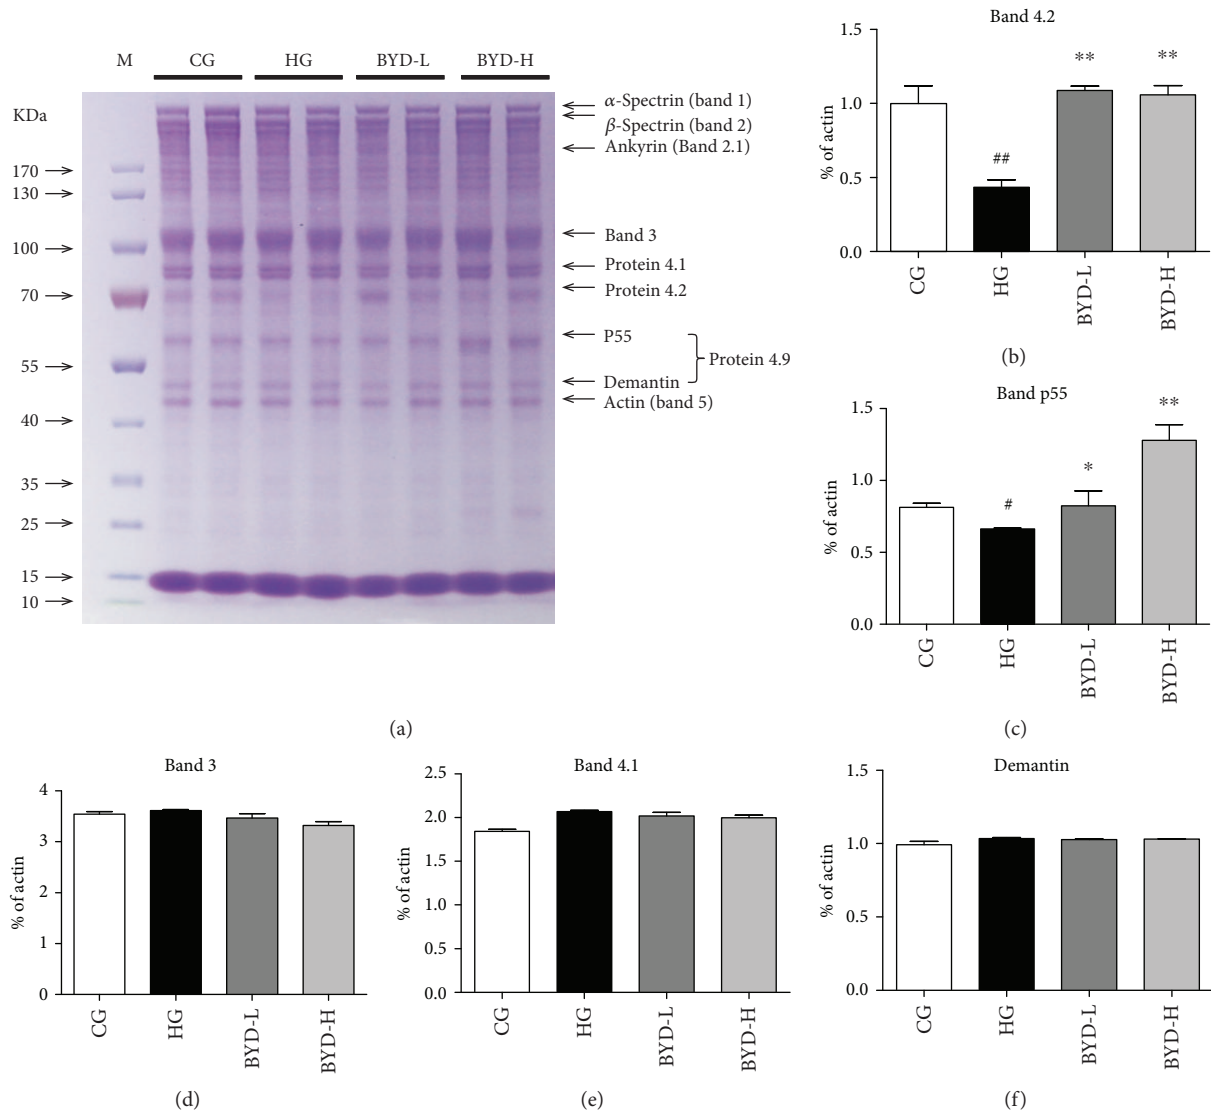 M CG HG BYD-L BYD-H
KDa
170
130
100
70
55
40
35
25
15
10
α-Spectrin (band 1)
β-Spectrin (band 2)
Ankyrin (Band 2.1)
Band 3
Protein 4.1
Protein 4.2
P55
Protein 4.9
Demantin
Actin (band 5)
(a)
Band 4.2
% of actin
1.5
1.0
0.5
0.0
##
**
**
CG HG BYD-L BYD-H
(b)
Band p55
% of actin
1.5
1.0
0.5
0.0
#
*
**
CG HG BYD-L BYD-H
(c)
Band 3
% of actin
4
3
2
1
0
CG HG BYD-L BYD-H
(d)
Band 4.1
% of actin
2.5
2.0
1.5
1.0
0.5
0.0
CG HG BYD-L BYD-H
(e)
Demantin
% of actin
1.5
1.0
0.5
0.0
CG HG BYD-L BYD-H
(f)